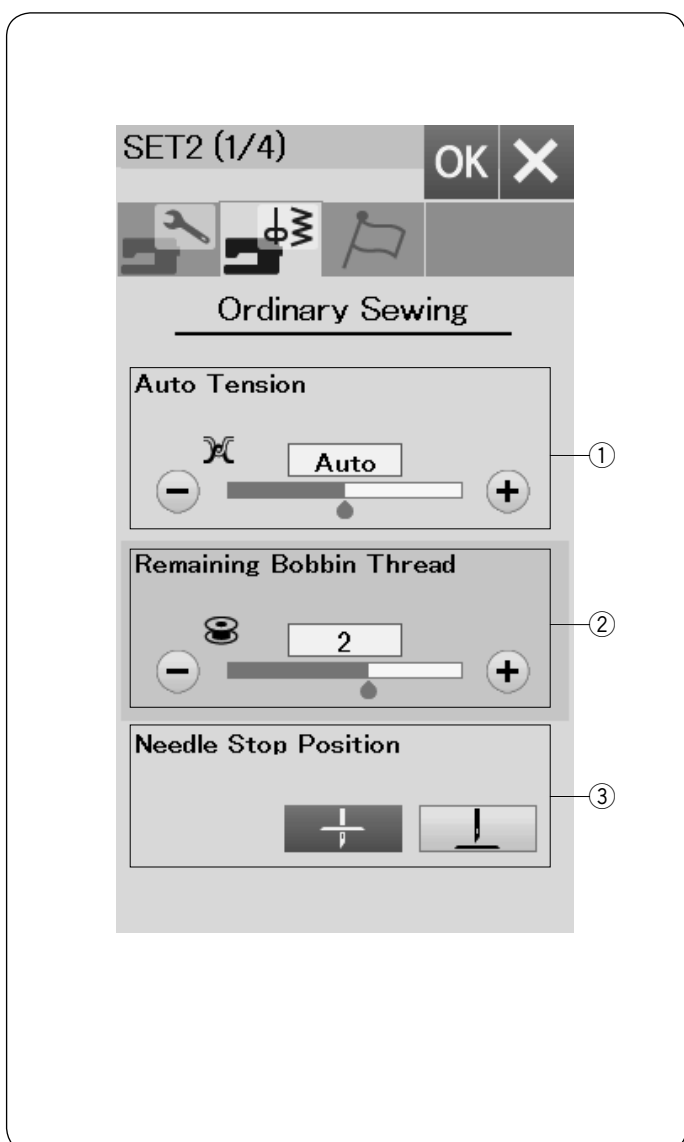 SET2 (1/4)
OK
Ordinary Sewing
Auto Tension
Auto
①
Remaining Bobbin Thread
2
②
Needle Stop Position
③